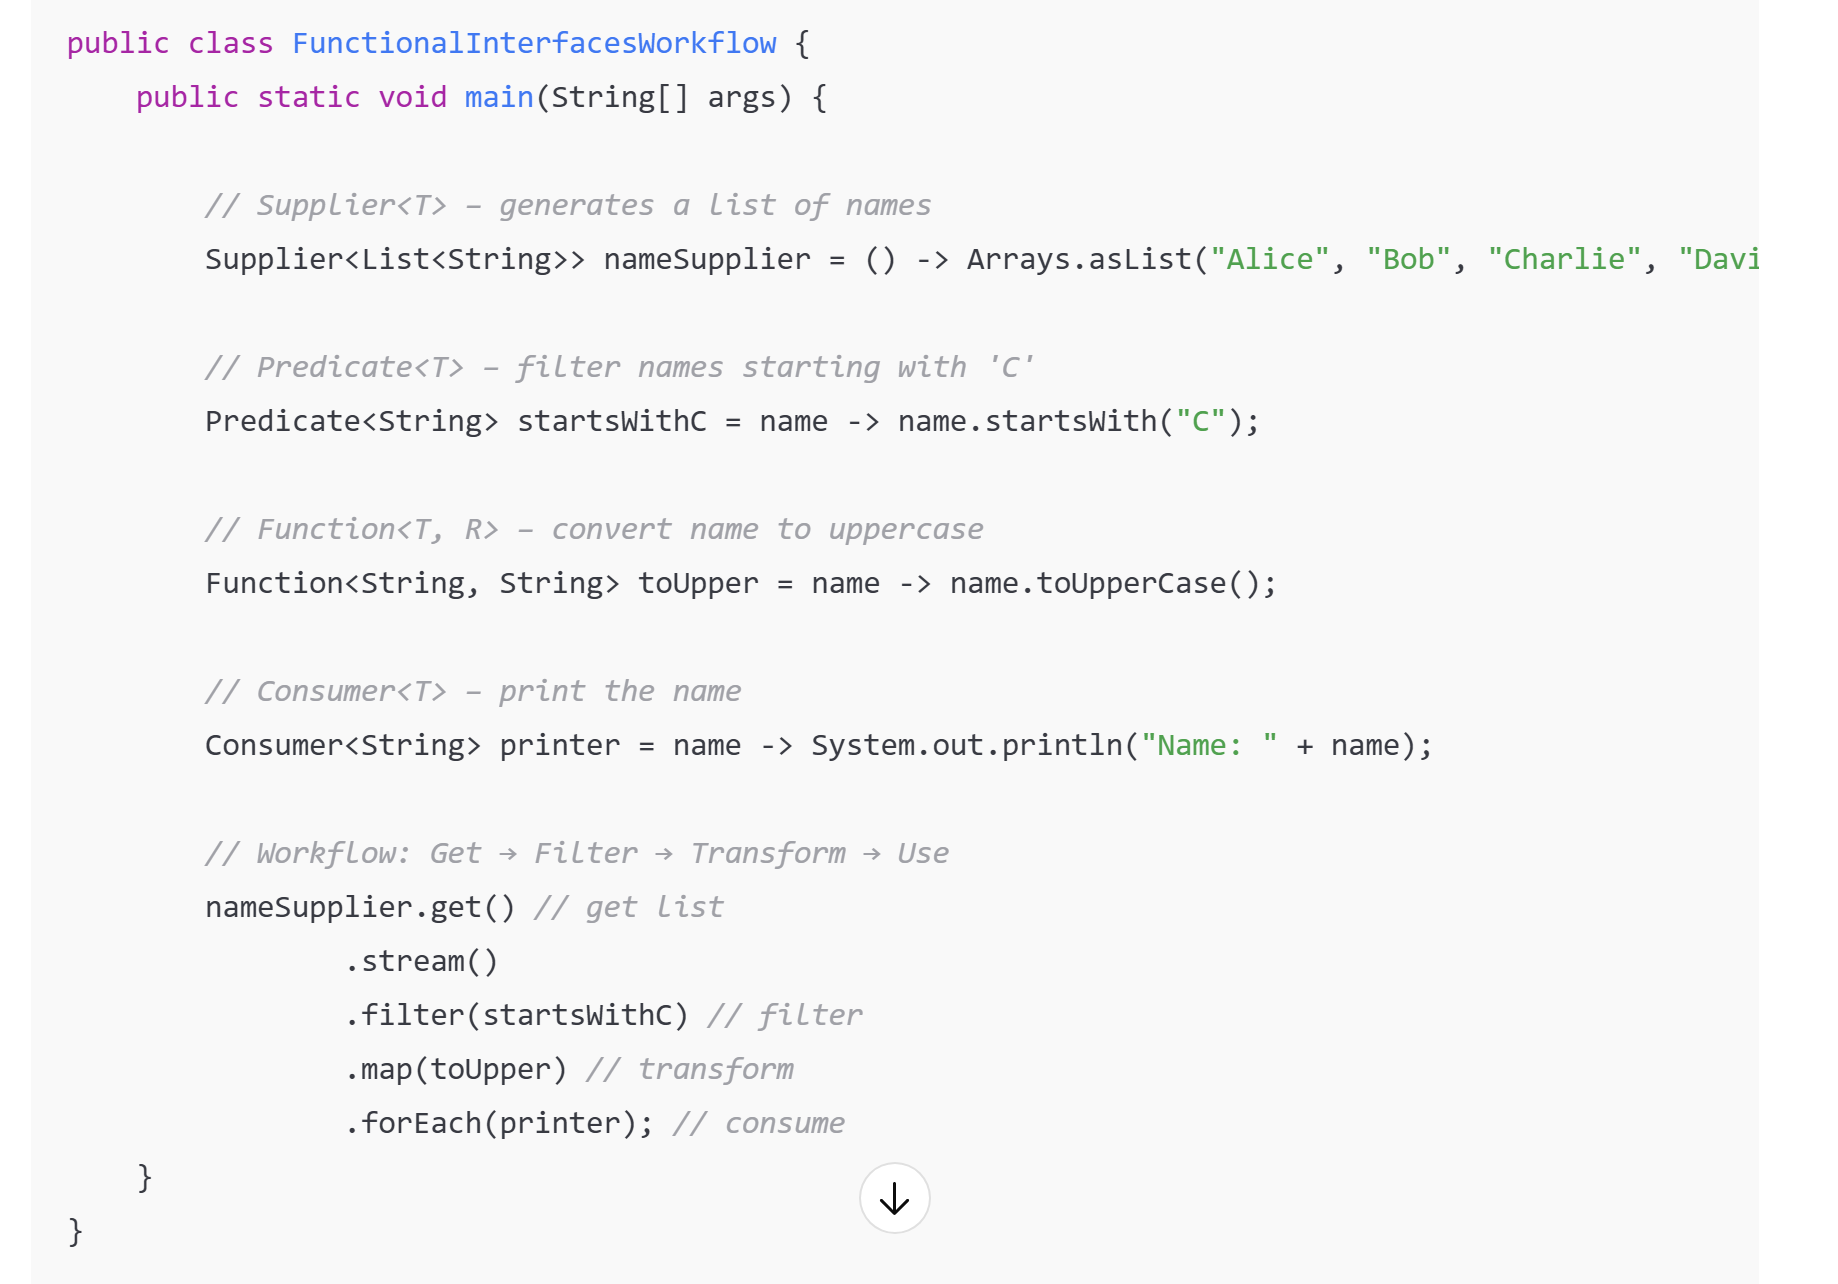 public class FunctionalInterfacesWorkflow {
    public static void main(String[] args) {
        // Supplier<T> – generates a list of names
        Supplier<List<String>> nameSupplier = () -> Arrays.asList("Alice", "Bob", "Charlie", "Davi
        // Predicate<T> – filter names starting with 'C'
        Predicate<String> startsWithC = name -> name.startsWith("C");
        // Function<T, R> – convert name to uppercase
        Function<String, String> toUpper = name -> name.toUpperCase();
        // Consumer<T> – print the name
        Consumer<String> printer = name -> System.out.println("Name: " + name);
        // Workflow: Get → Filter → Transform → Use
        nameSupplier.get() // get list
                .stream()
                .filter(startsWithC) // filter
                .map(toUpper) // transform
                .forEach(printer); // consume
    }
}